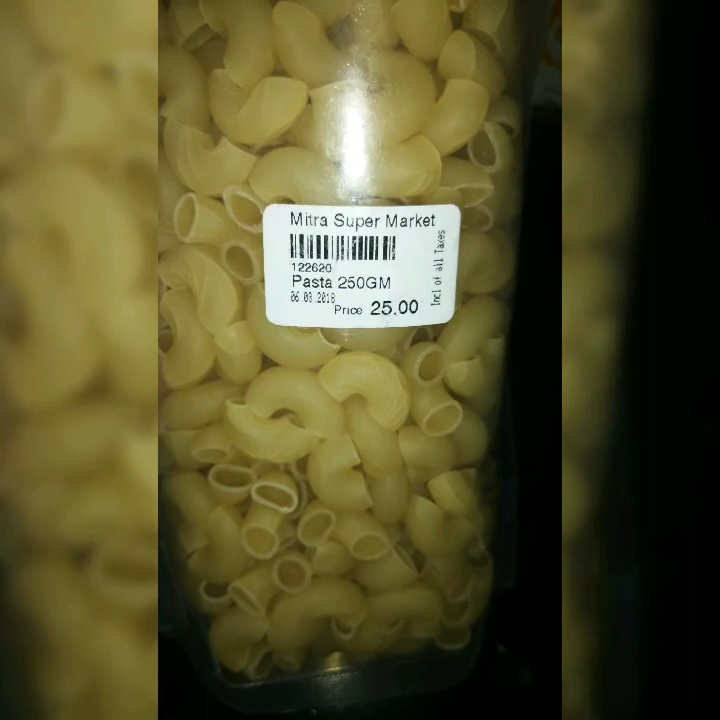 Mitra Super Market
122620
Pasta 250GM
06.08.2018
Price 25.00
Incl of all Taxes